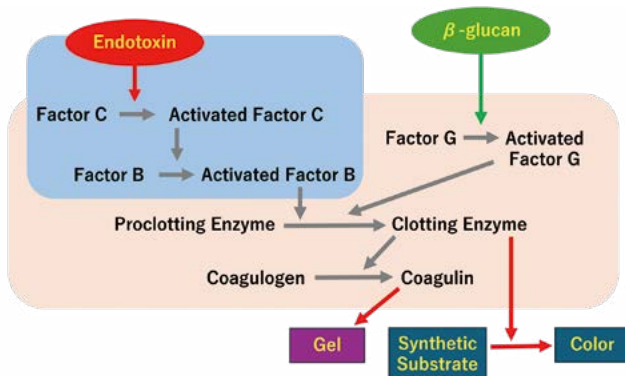 Endotoxin
β-glucan
Factor C
Activated Factor C
Factor G
Activated
Factor G
Factor B
Activated Factor B
Proclotting Enzyme
Clotting Enzyme
Coagulogen
Coagulin
Gel
Synthetic
Substrate
Color